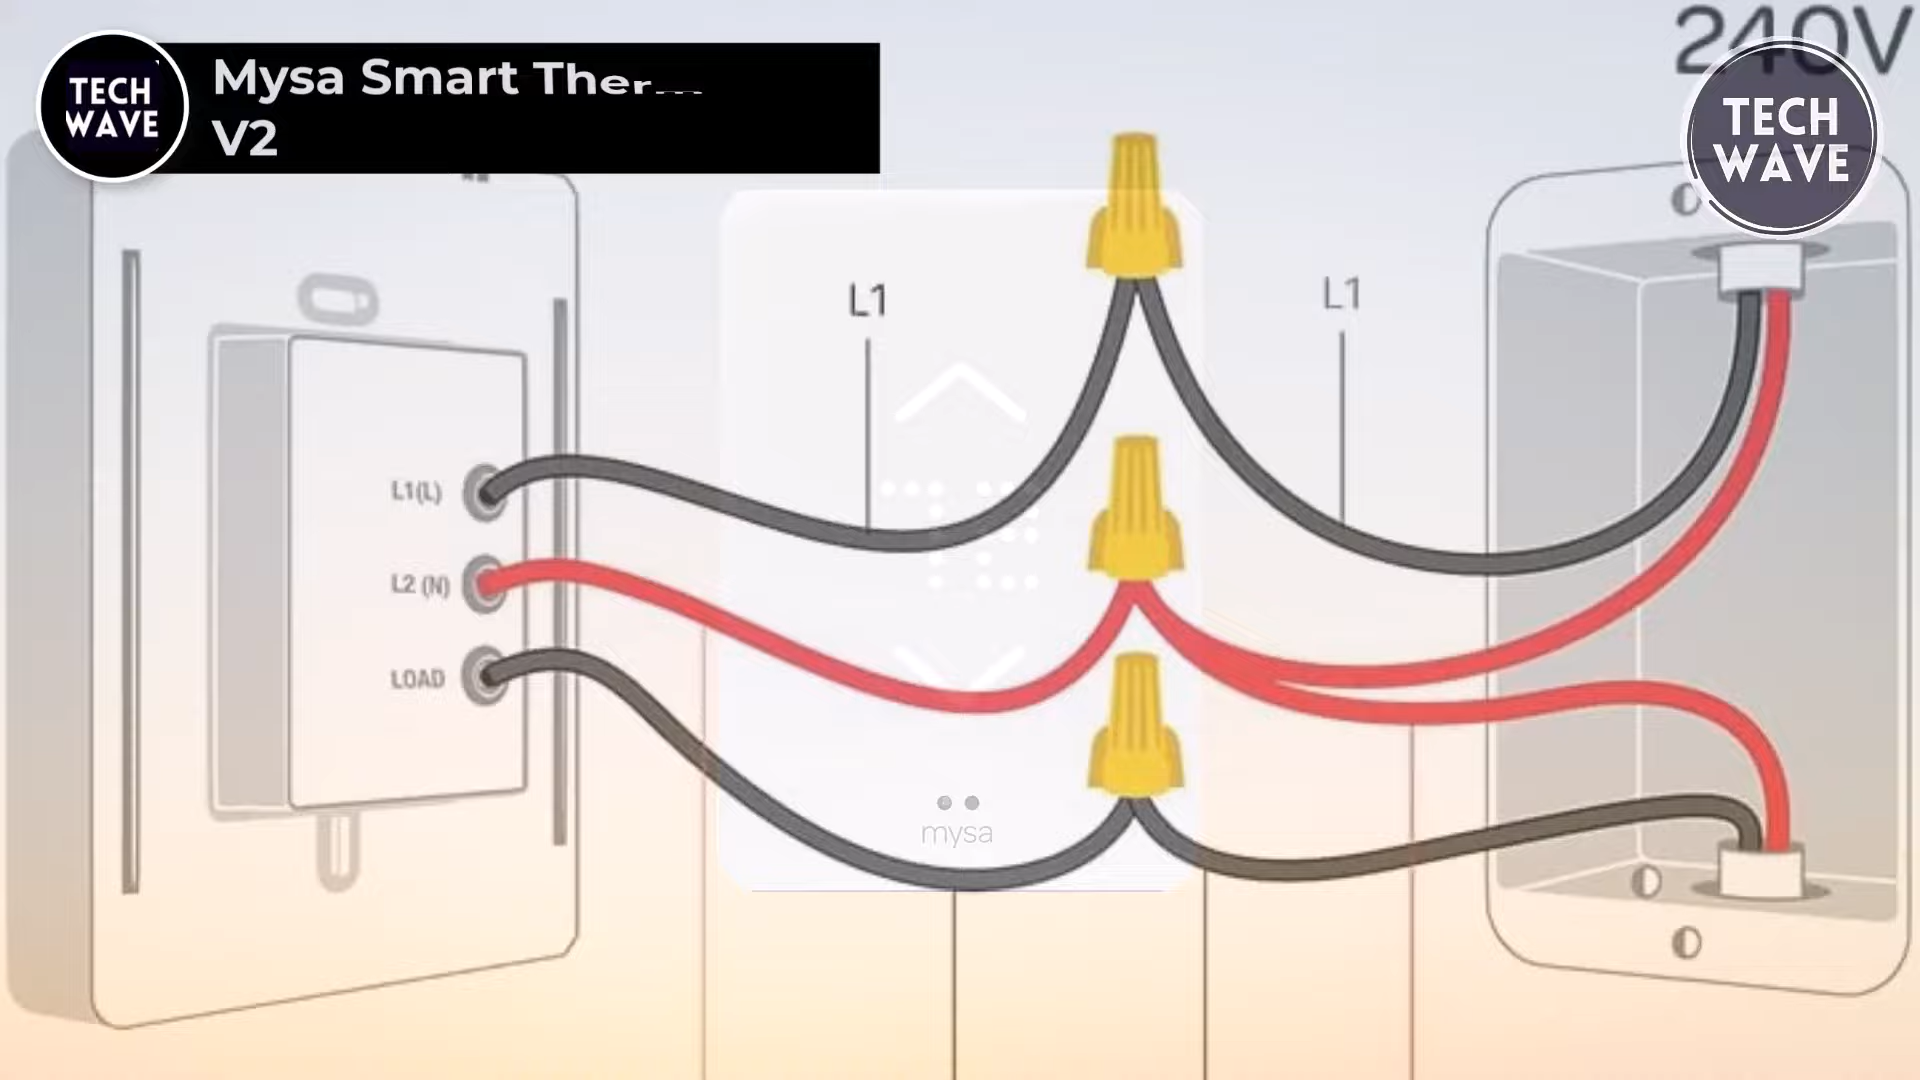 TECH
WAVE
Mysa Smart Ther
V2
240V
TECH
WAVE
L1
L1
L1(L)
L2 (N)
LOAD
mysa